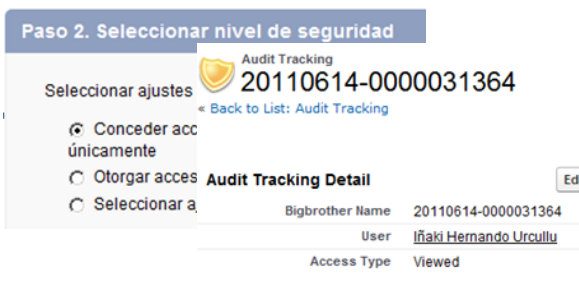 Paso 2. Seleccionar nivel de seguridad
Seleccionar ajustes
Conceder acc
únicamente
Otorgar acces
Seleccionar a
Audit Tracking
20110614-0000031364
« Back to List: Audit Tracking
Audit Tracking Detail
Ed
Bigbrother Name 20110614-0000031364
User Iñaki Hernando Urcullu
Access Type Viewed